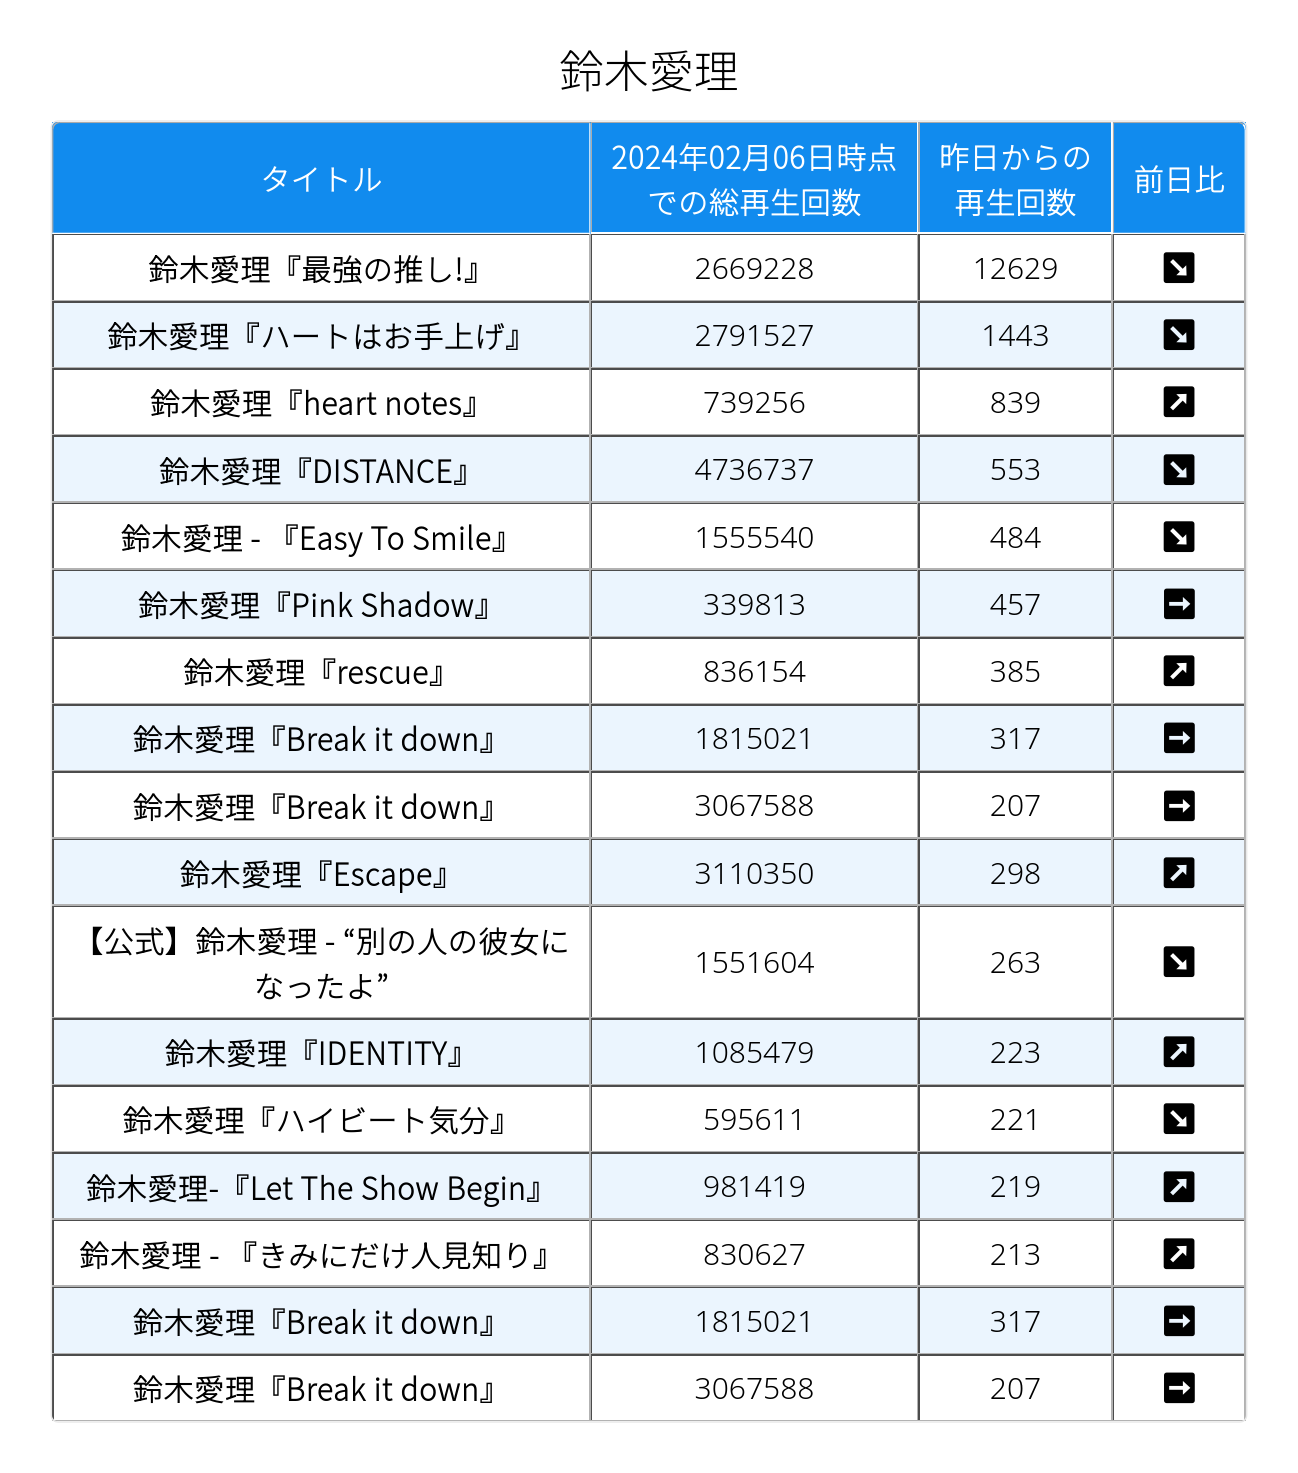 鈴木愛理
タイトル 2024年02月06日時点での総再生回数 昨日からの再生回数 前日比
鈴木愛理『最強の推し!』 2669228 12629 ↘
鈴木愛理『ハートはお手上げ』 2791527 1443 ↘
鈴木愛理『heart notes』 739256 839 ↗
鈴木愛理『DISTANCE』 4736737 553 ↘
鈴木愛理 - 『Easy To Smile』 1555540 484 ↘
鈴木愛理『Pink Shadow』 339813 457 →
鈴木愛理『rescue』 836154 385 ↗
鈴木愛理『Break it down』 1815021 317 →
鈴木愛理『Break it down』 3067588 207 →
鈴木愛理『Escape』 3110350 298 ↗
【公式】鈴木愛理 - “別の人の彼女になったよ” 1551604 263 ↘
鈴木愛理『IDENTITY』 1085479 223 ↗
鈴木愛理『ハイビート気分』 595611 221 ↘
鈴木愛理-『Let The Show Begin』 981419 219 ↗
鈴木愛理 - 『きみにだけ人見知り』 830627 213 ↗
鈴木愛理『Break it down』 1815021 317 →
鈴木愛理『Break it down』 3067588 207 →